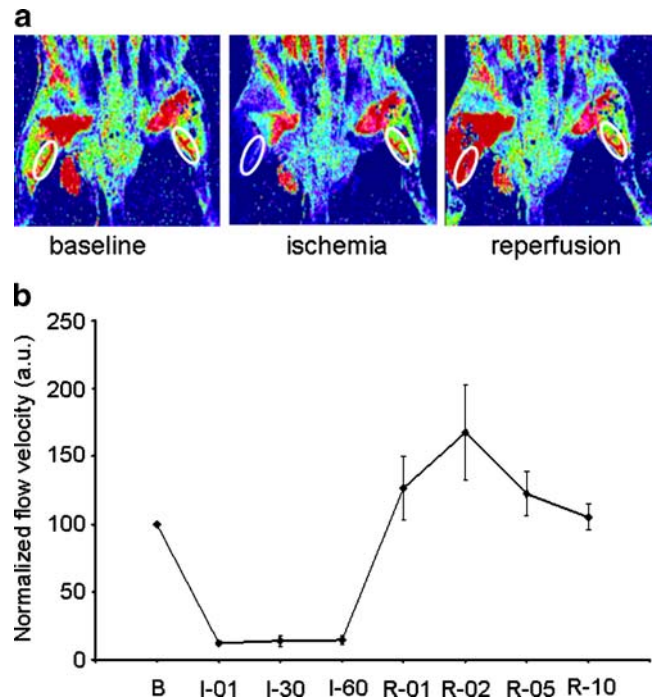 a
baseline ischemia reperfusion
b
Normalized flow velocity (a.u.)
250
200
150
100
50
0
B I-01 I-30 I-60 R-01 R-02 R-05 R-10